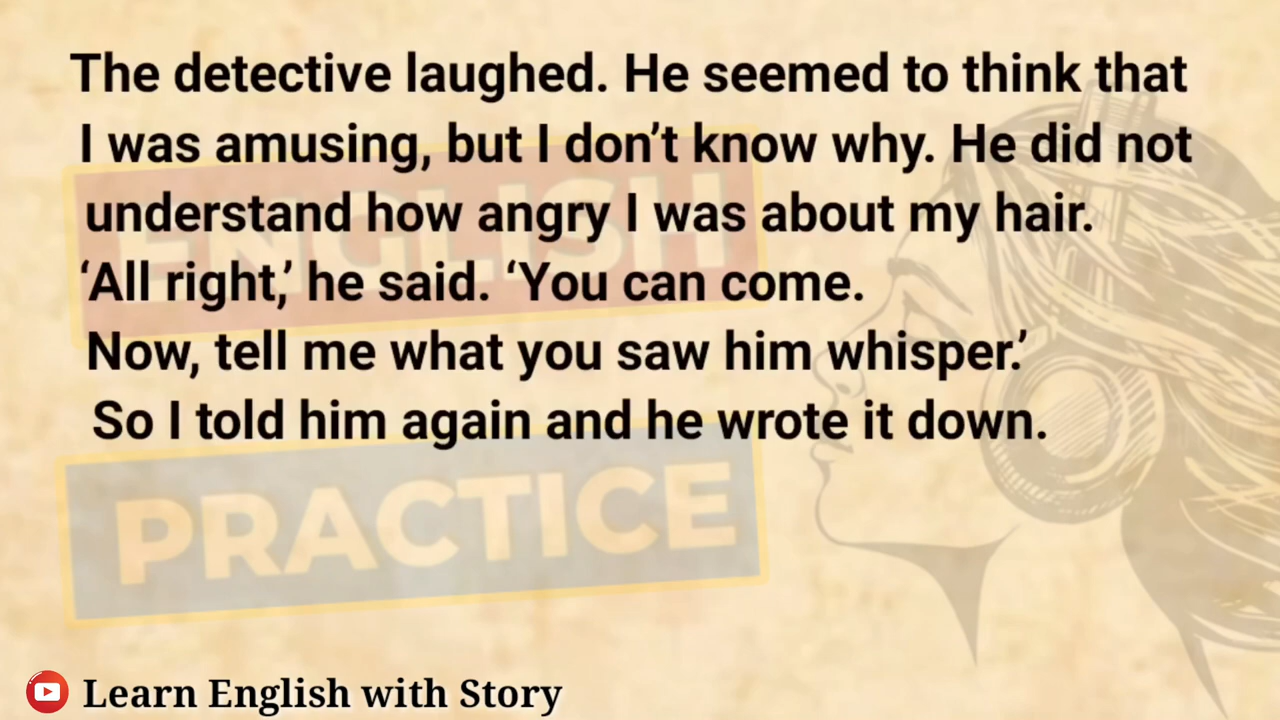 The detective laughed. He seemed to think that
I was amusing, but I don’t know why. He did not
understand how angry I was about my hair.
‘All right,’ he said. ‘You can come.
Now, tell me what you saw him whisper.’
So I told him again and he wrote it down.
ENGLISH
PRACTICE
Learn English with Story